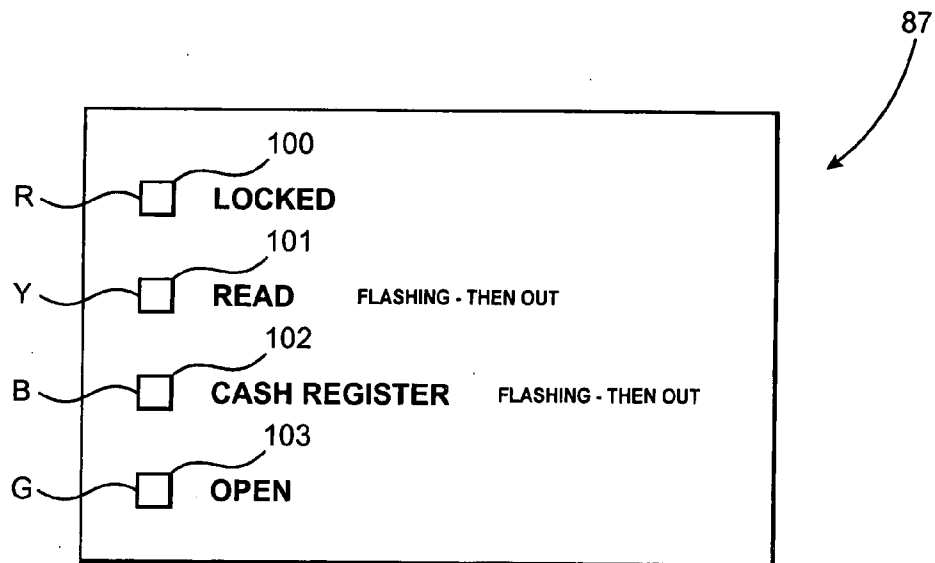 87
100
R LOCKED
101
Y READ FLASHING - THEN OUT
102
B CASH REGISTER FLASHING - THEN OUT
103
G OPEN